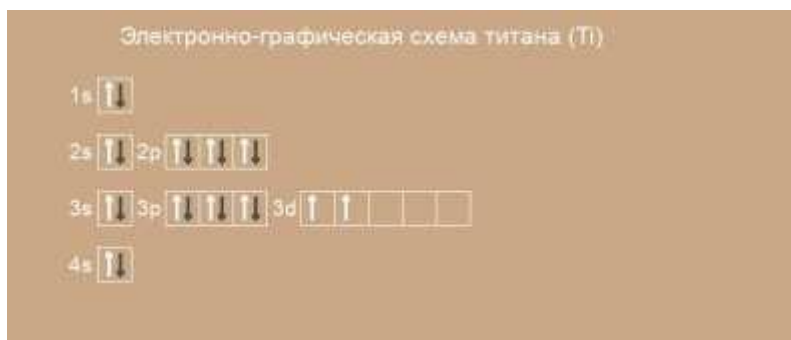 Электронно-графическая схема титана (Ti)
1s
2s 2p
3s 3p 3d
4s